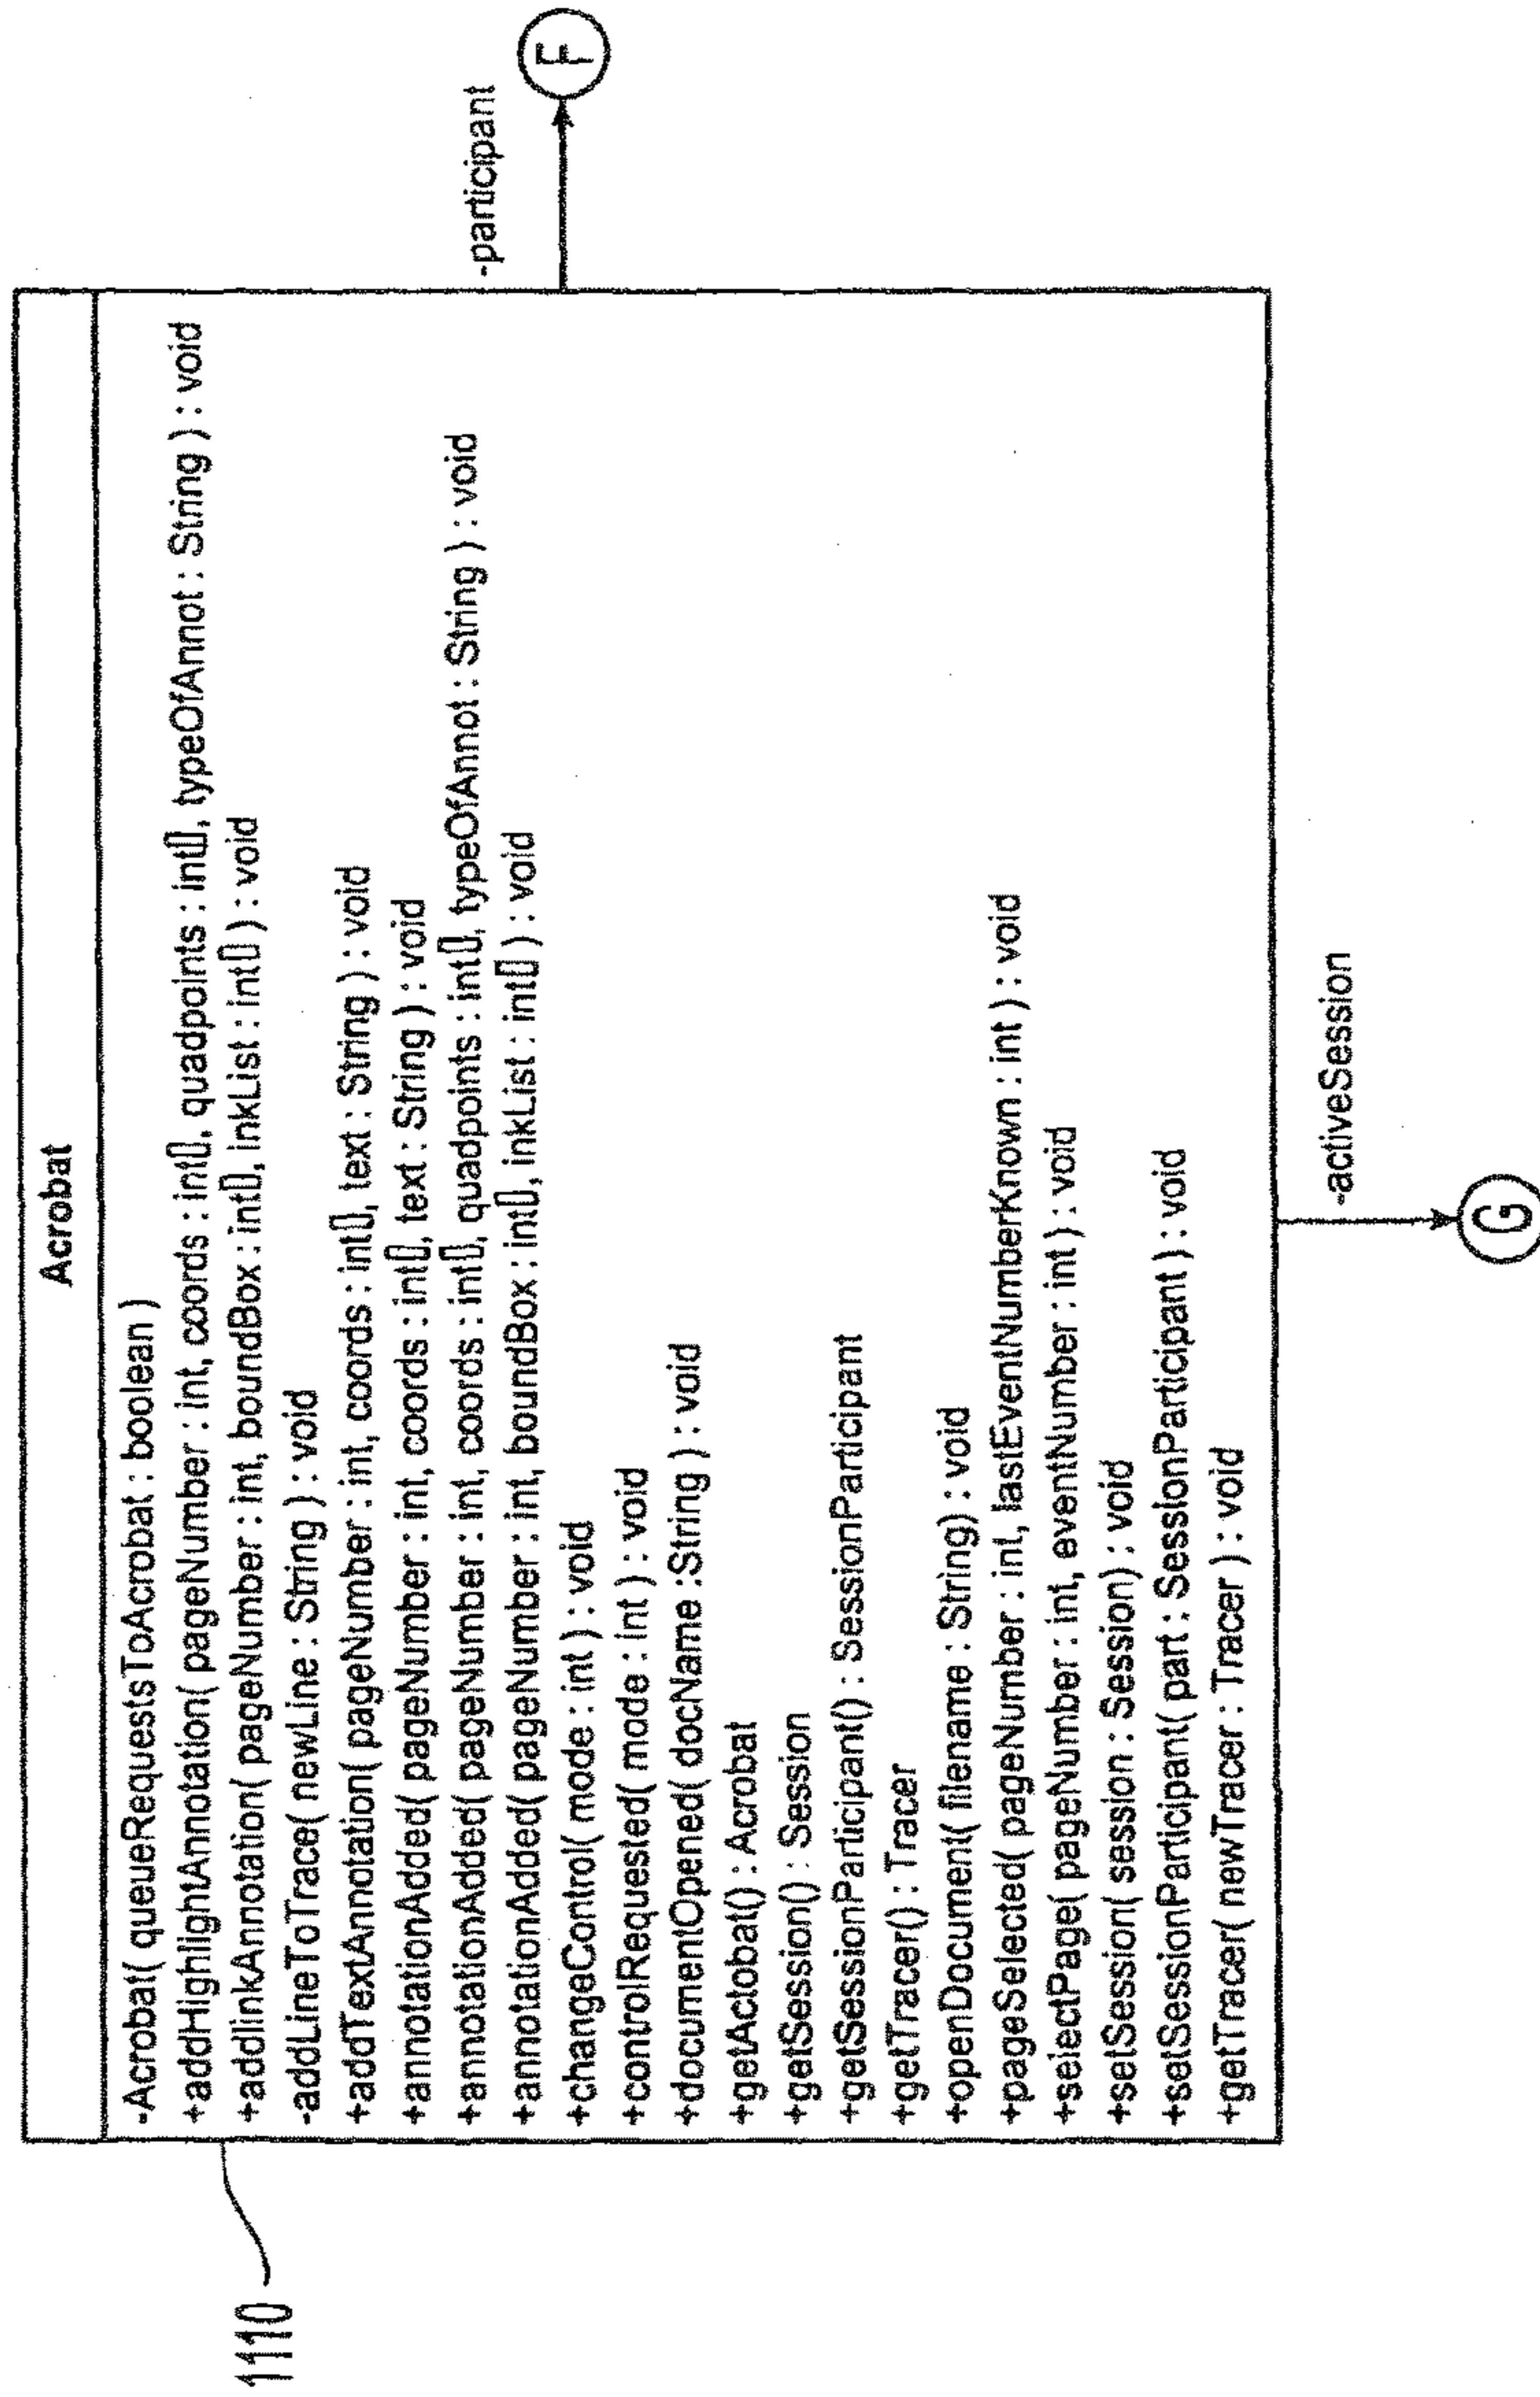 Acrobat
-Acrobat( queueRequestsToAcrobat : boolean )
+addHighlightAnnotation( pageNumber : int, coords : int[], quadpoints : int[], typeOfAnnot : String ) : void
+addInkAnnotation( pageNumber : int, boundBox : int[], inkList : int[] ) : void
-addLineToTrace( newLine : String ) : void
+addTextAnnotation( pageNumber : int, coords : int[], text : String ) : void
+annotationAdded( pageNumber : int, coords : int[], text : String ) : void
+annotationAdded( pageNumber : int, coords : int[], quadpoints : int[], typeOfAnnot : String ) : void
+annotationAdded( pageNumber : int, boundBox : int[], inkList : int[] ) : void
+changeControl( mode : int ) : void
+controlRequested( mode : int ) : void
+documentOpened( docName :String ) : void
+getActobat() : Acrobat
+getSession() : Session
+getSessionParticipant() : SessionParticipant
+getTracer() : Tracer
+openDocument( filename : String) : void
+pageSelected( pageNumber : int, lastEventNumberKnown : int ) : void
+selectPage( pageNumber : int, eventNumber : int ) : void
+setSession( session : Session) : void
+setSessionParticipant( part : SessionParticipant ) : void
+getTracer( newTracer : Tracer ) : void
1110
-participant
F
-activeSession
G